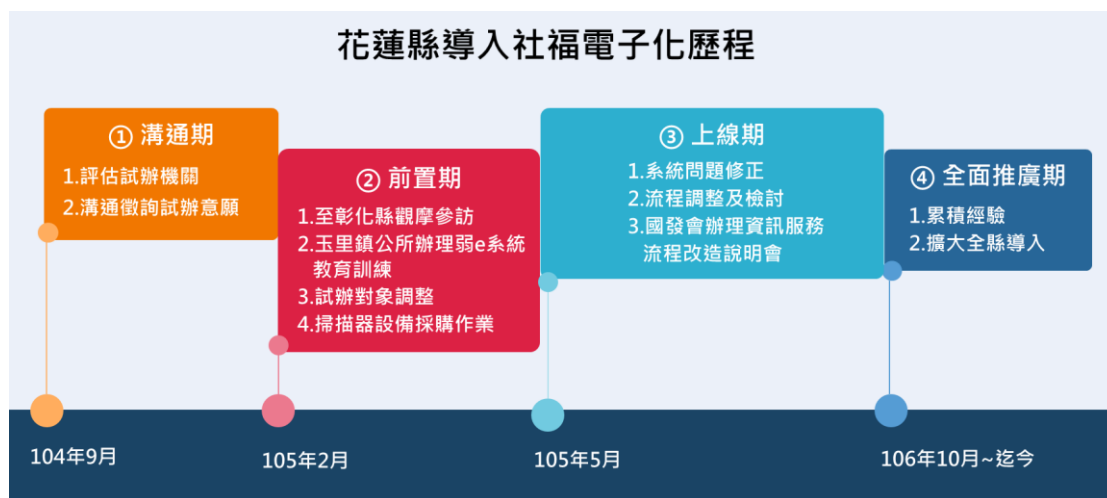 花蓮縣導入社福電子化歷程
① 溝通期
1.評估試辦機關
2.溝通徵詢試辦意願
② 前置期
1.至彰化縣觀摩參訪
2.玉里鎮公所辦理弱e系統
教育訓練
3.試辦對象調整
4.掃描器設備採購作業
③ 上線期
1.系統問題修正
2.流程調整及檢討
3.國發會辦理資訊服務
流程改造說明會
④ 全面推廣期
1.累積經驗
2.擴大全縣導入
104年9月
105年2月
105年5月
106年10月~迄今